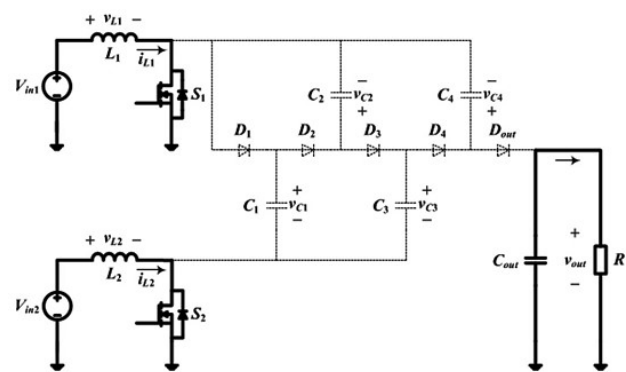 + vL1 −
L1
iL1
Vin1
S1
C2
−
vC2
+
C4
−
vC4
+
D1
D2
D3
D4
Dout
C1
+
vC1
−
C3
+
vC3
−
+ vL2 −
L2
iL2
Vin2
S2
Cout
+
vout
−
R